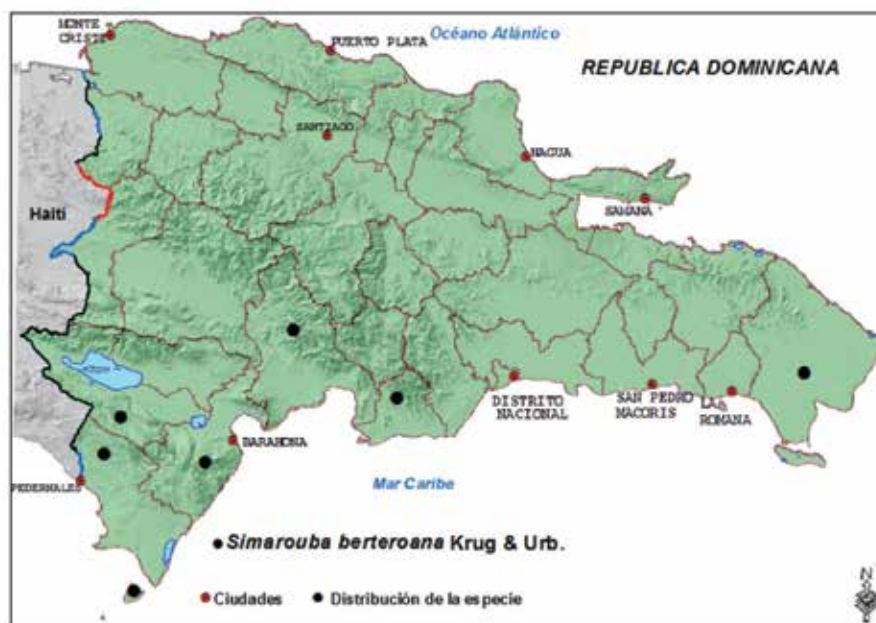 MONTE
CRISTI
PUERTO PLATA
Océano Atlántico
REPUBLICA DOMINICANA
SANTIAGO
NAGUA
SAMANA
Haití
BARAHONA
DISTRITO
NACIONAL
SAN PEDRO
MACORIS
LA
ROMANA
PEDERNALES
Mar Caribe
Simarouba berteroana Krug & Urb.
Ciudades
Distribución de la especie
N